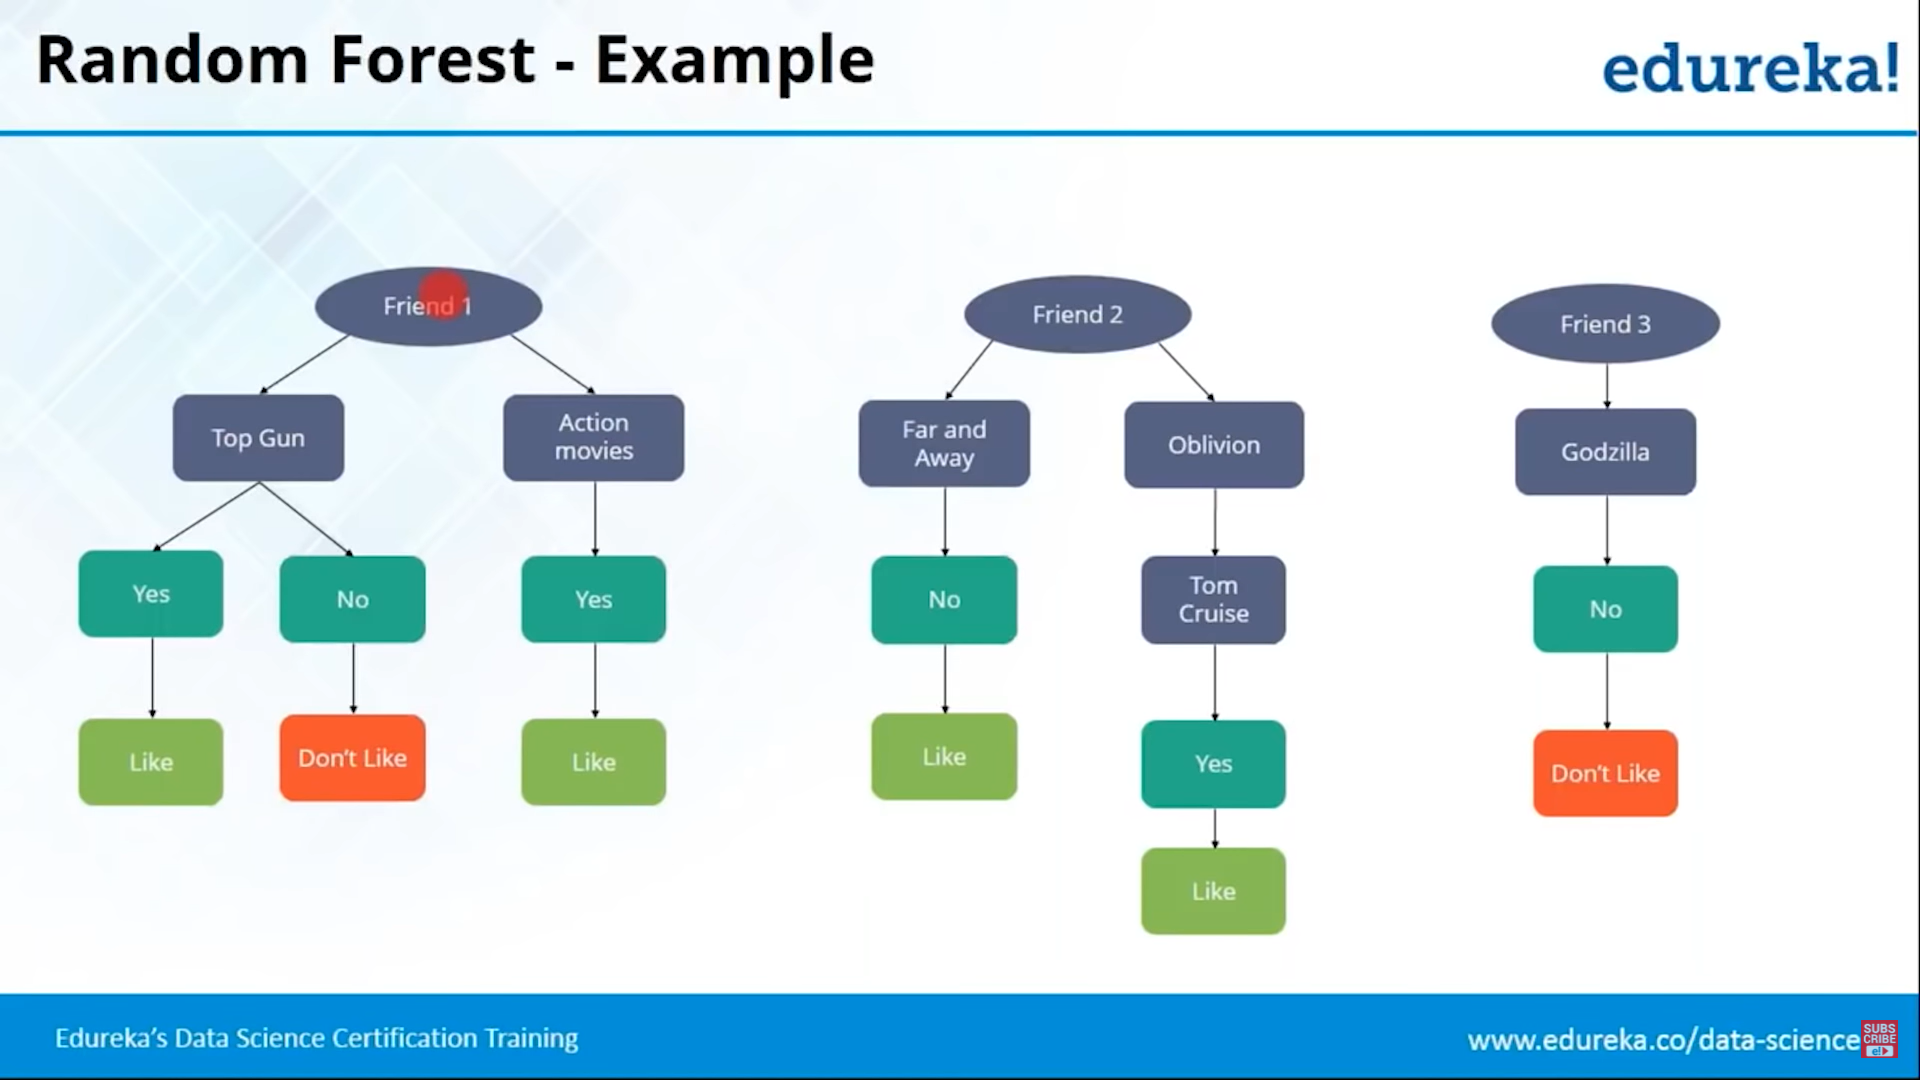 Random Forest - Example
edureka!
Friend 1
Friend 2
Friend 3
Top Gun
Action
movies
Far and
Away
Oblivion
Godzilla
Yes
No
Yes
No
Tom
Cruise
No
Like
Don't Like
Like
Like
Yes
Don't Like
Like
Edureka's Data Science Certification Training
www.edureka.co/data-science
SUBS
CRIBE
e!